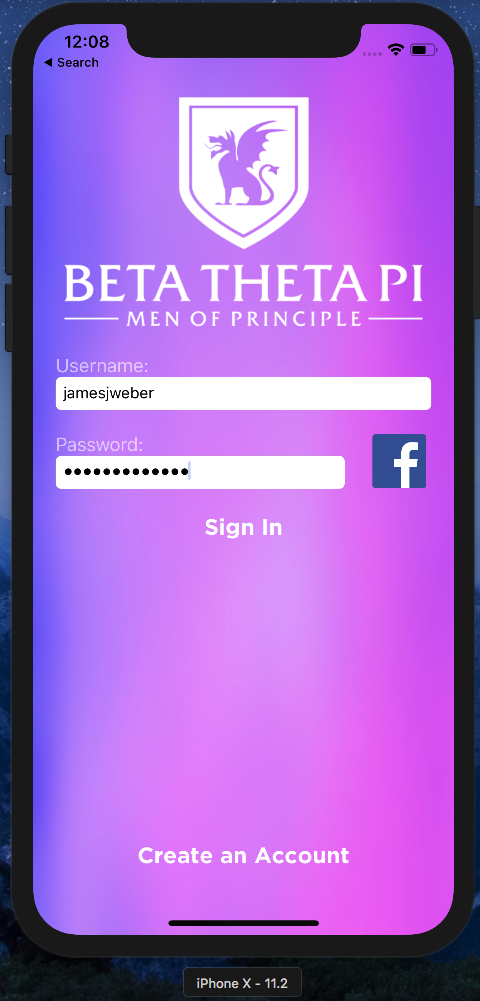 12:08
◀ Search
BETA THETA PI
MEN OF PRINCIPLE
Username:
jamesjweber
Password:
•••••••••••••
f
Sign In
Create an Account
iPhone X - 11.2